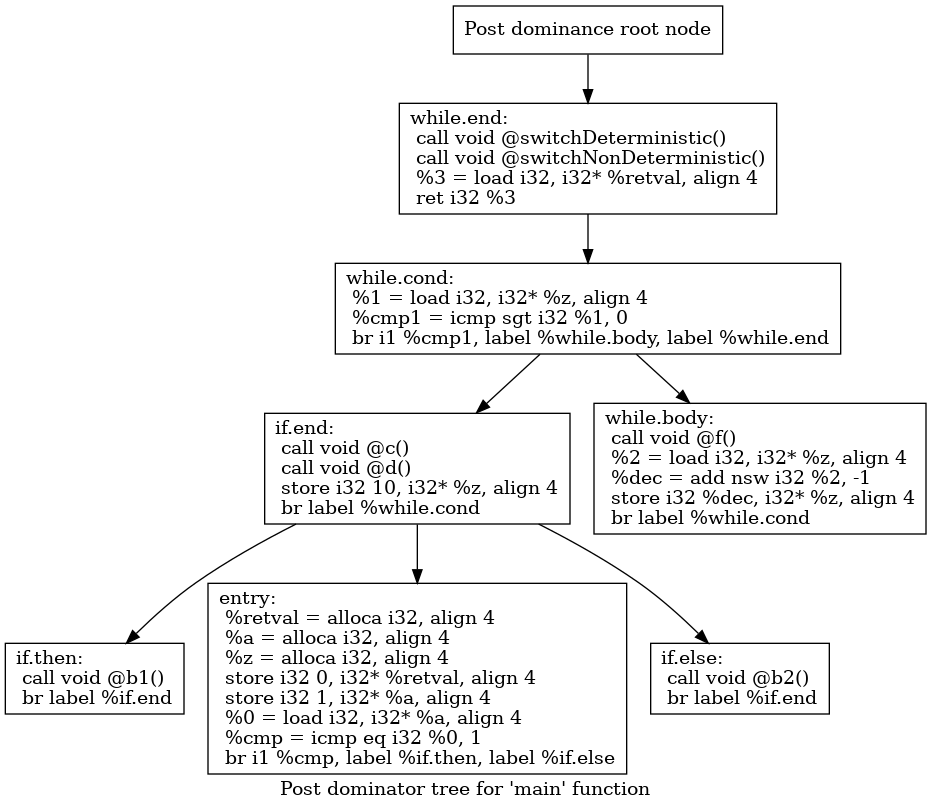 Post dominance root node
while.end:
call void @switchDeterministic()
call void @switchNonDeterministic()
%3 = load i32, i32* %retval, align 4
ret i32 %3
while.cond:
%1 = load i32, i32* %z, align 4
%cmp1 = icmp sgt i32 %1, 0
br i1 %cmp1, label %while.body, label %while.end
if.end:
call void @c()
call void @d()
store i32 10, i32* %z, align 4
br label %while.cond
while.body:
call void @f()
%2 = load i32, i32* %z, align 4
%dec = add nsw i32 %2, -1
store i32 %dec, i32* %z, align 4
br label %while.cond
if.then:
call void @b1()
br label %if.end
entry:
%retval = alloca i32, align 4
%a = alloca i32, align 4
%z = alloca i32, align 4
store i32 0, i32* %retval, align 4
store i32 1, i32* %a, align 4
%0 = load i32, i32* %a, align 4
%cmp = icmp eq i32 %0, 1
br i1 %cmp, label %if.then, label %if.else
if.else:
call void @b2()
br label %if.end
Post dominator tree for 'main' function